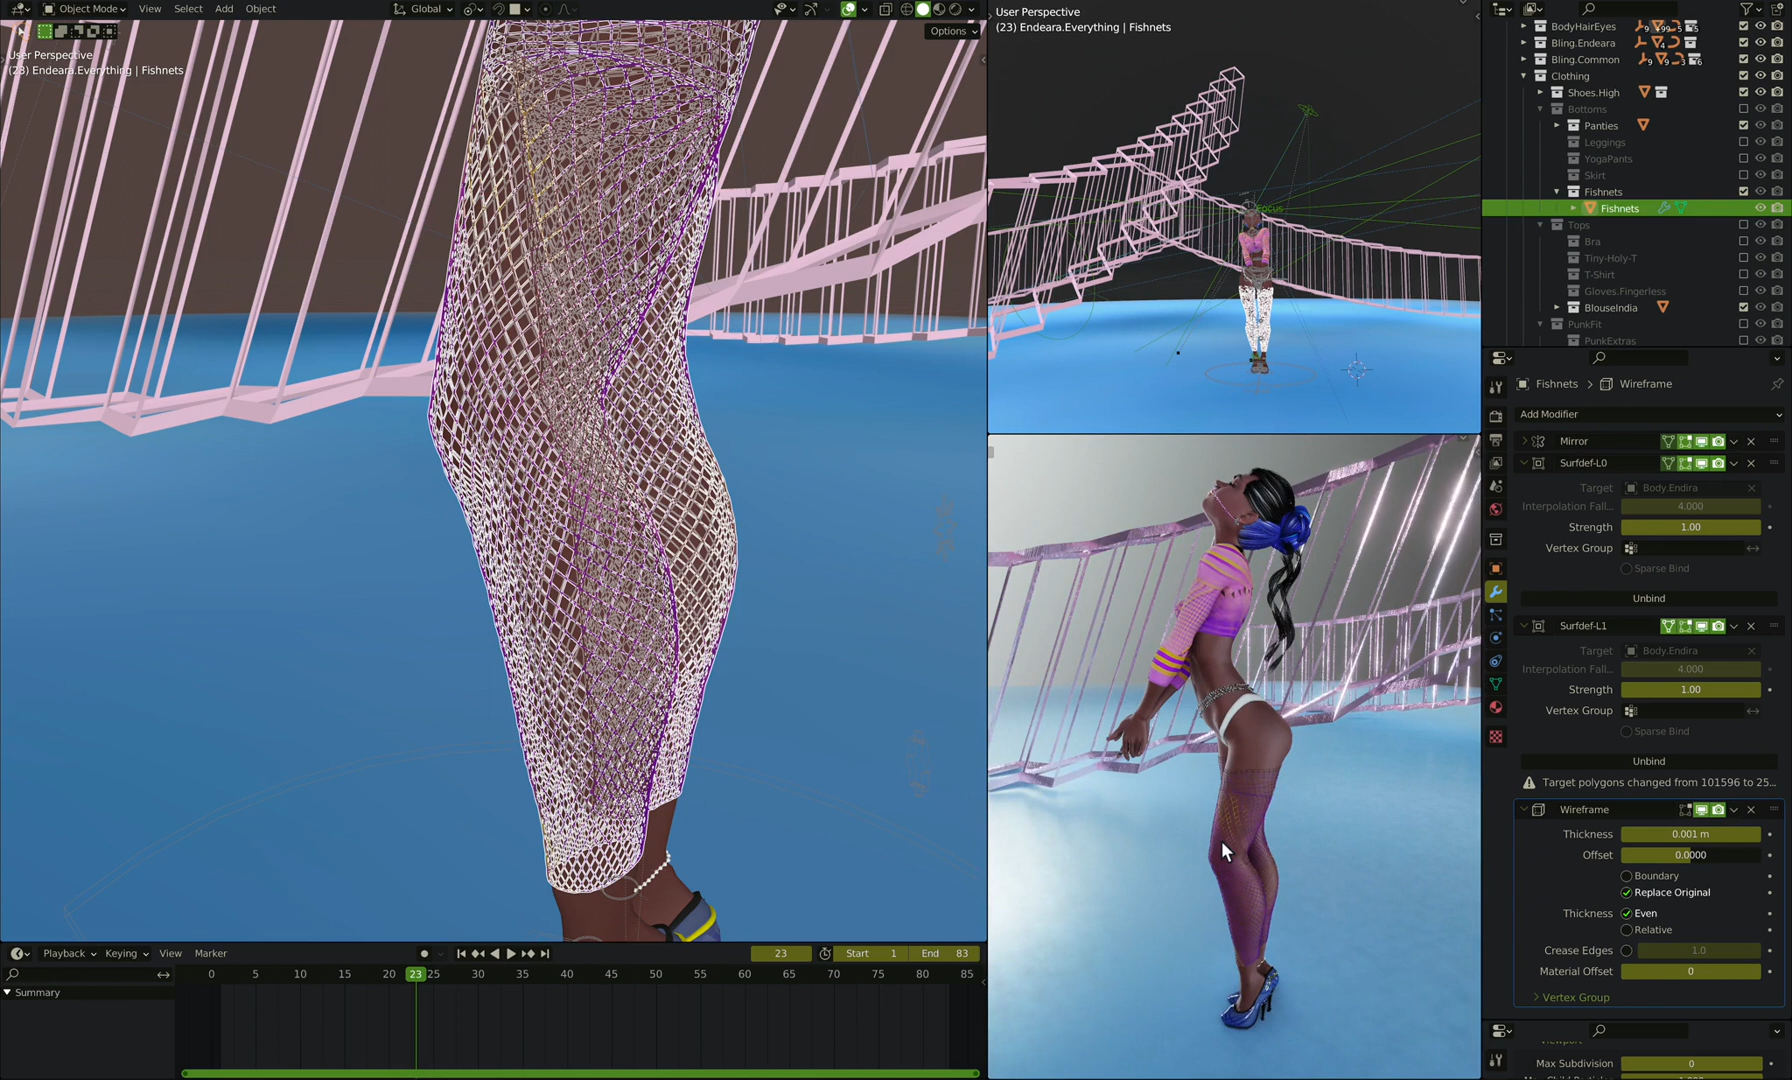 Object Mode View Select Add Object Global
Options
User Perspective
(23) Endeara.Everything | Fishnets
User Perspective
(23) Endeara.Everything | Fishnets
Focus
BodyHairEyes
Bling.Endeara
Bling.Common
Clothing
Shoes.High
Bottoms
Panties
Leggings
YogaPants
Skirt
Fishnets
Fishnets
Tops
Bra
Tiny-Holy-T
T-Shirt
Gloves.Fingerless
BlouseIndia
PunkFit
PunkExtras
Fishnets > Wireframe
Add Modifier
Mirror
Surfdef-L0
Target Body.Endira
Interpolation Fall... 4.000
Strength 1.00
Vertex Group
Sparse Bind
Unbind
Surfdef-L1
Target Body.Endira
Interpolation Fall... 4.000
Strength 1.00
Vertex Group
Sparse Bind
Unbind
Target polygons changed from 101596 to 25...
Wireframe
Thickness 0.001 m
Offset 0.0000
Boundary
Replace Original
Thickness Even
Relative
Crease Edges 1.0
Material Offset 0
Vertex Group
Max Subdivision 0
Playback Keying View Marker 23 Start 1 End 83
0 5 10 15 20 23 25 30 35 40 45 50 55 60 65 70 75 80 85
Summary